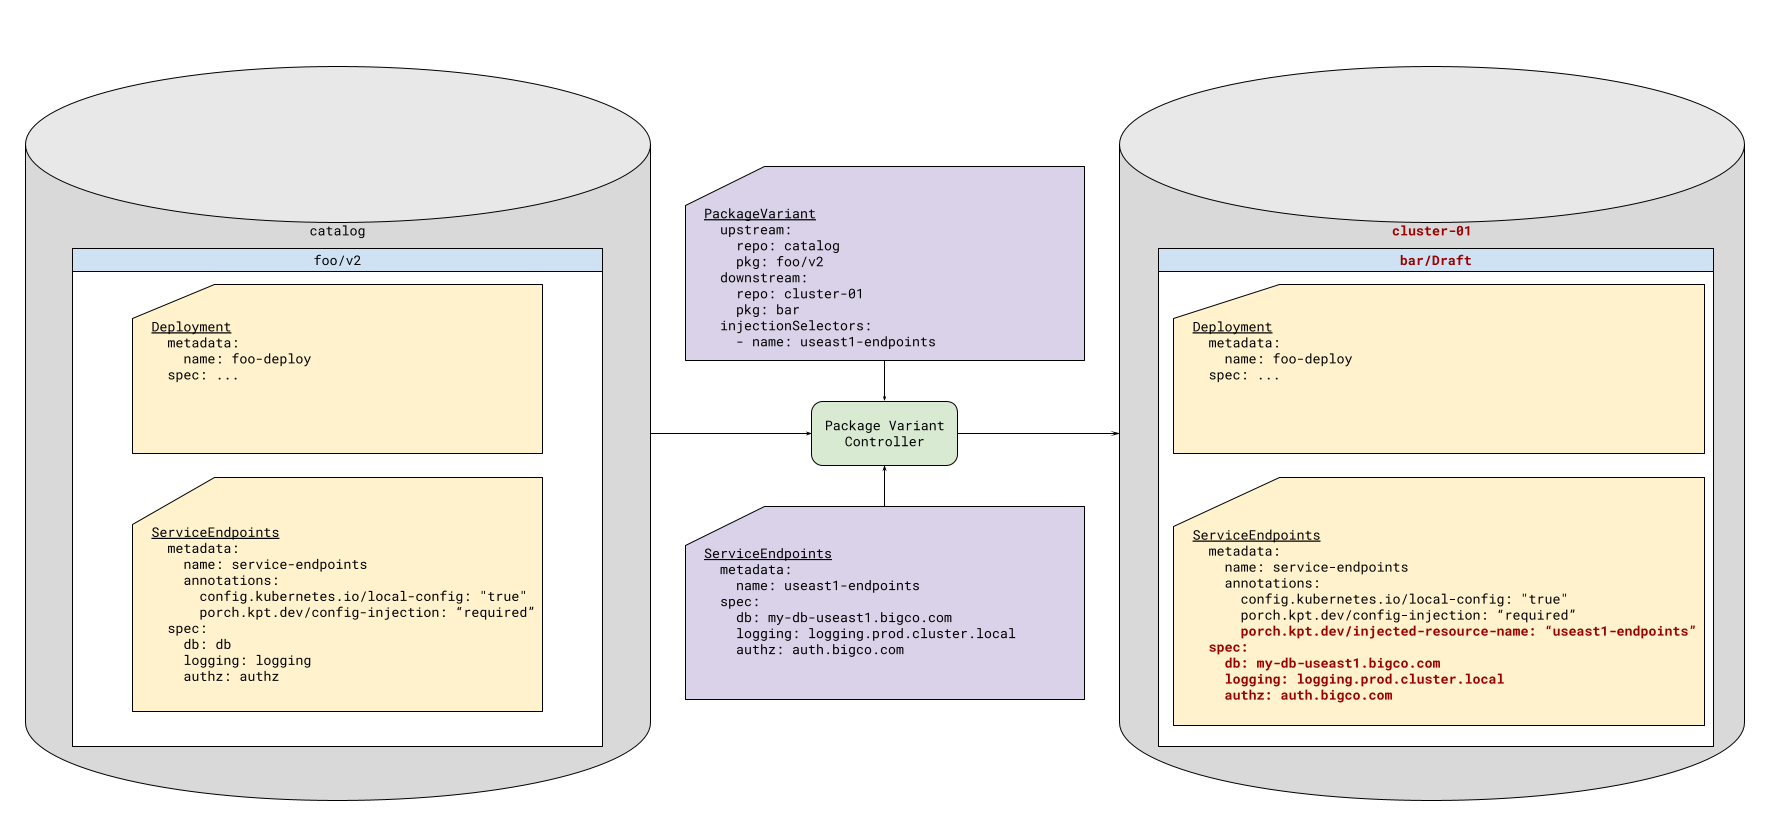 catalog
foo/v2
Deployment
  metadata:
    name: foo-deploy
  spec: ...
ServiceEndpoints
  metadata:
    name: service-endpoints
    annotations:
      config.kubernetes.io/local-config: "true"
      porch.kpt.dev/config-injection: “required”
  spec:
    db: db
    logging: logging
    authz: authz
PackageVariant
  upstream:
    repo: catalog
    pkg: foo/v2
  downstream:
    repo: cluster-01
    pkg: bar
  injectionSelectors:
    - name: useast1-endpoints
Package Variant
Controller
ServiceEndpoints
  metadata:
    name: useast1-endpoints
  spec:
    db: my-db-useast1.bigco.com
    logging: logging.prod.cluster.local
    authz: auth.bigco.com
cluster-01
bar/Draft
Deployment
  metadata:
    name: foo-deploy
  spec: ...
ServiceEndpoints
  metadata:
    name: service-endpoints
    annotations:
      config.kubernetes.io/local-config: "true"
      porch.kpt.dev/config-injection: “required”
      porch.kpt.dev/injected-resource-name: “useast1-endpoints”
  spec:
    db: my-db-useast1.bigco.com
    logging: logging.prod.cluster.local
    authz: auth.bigco.com